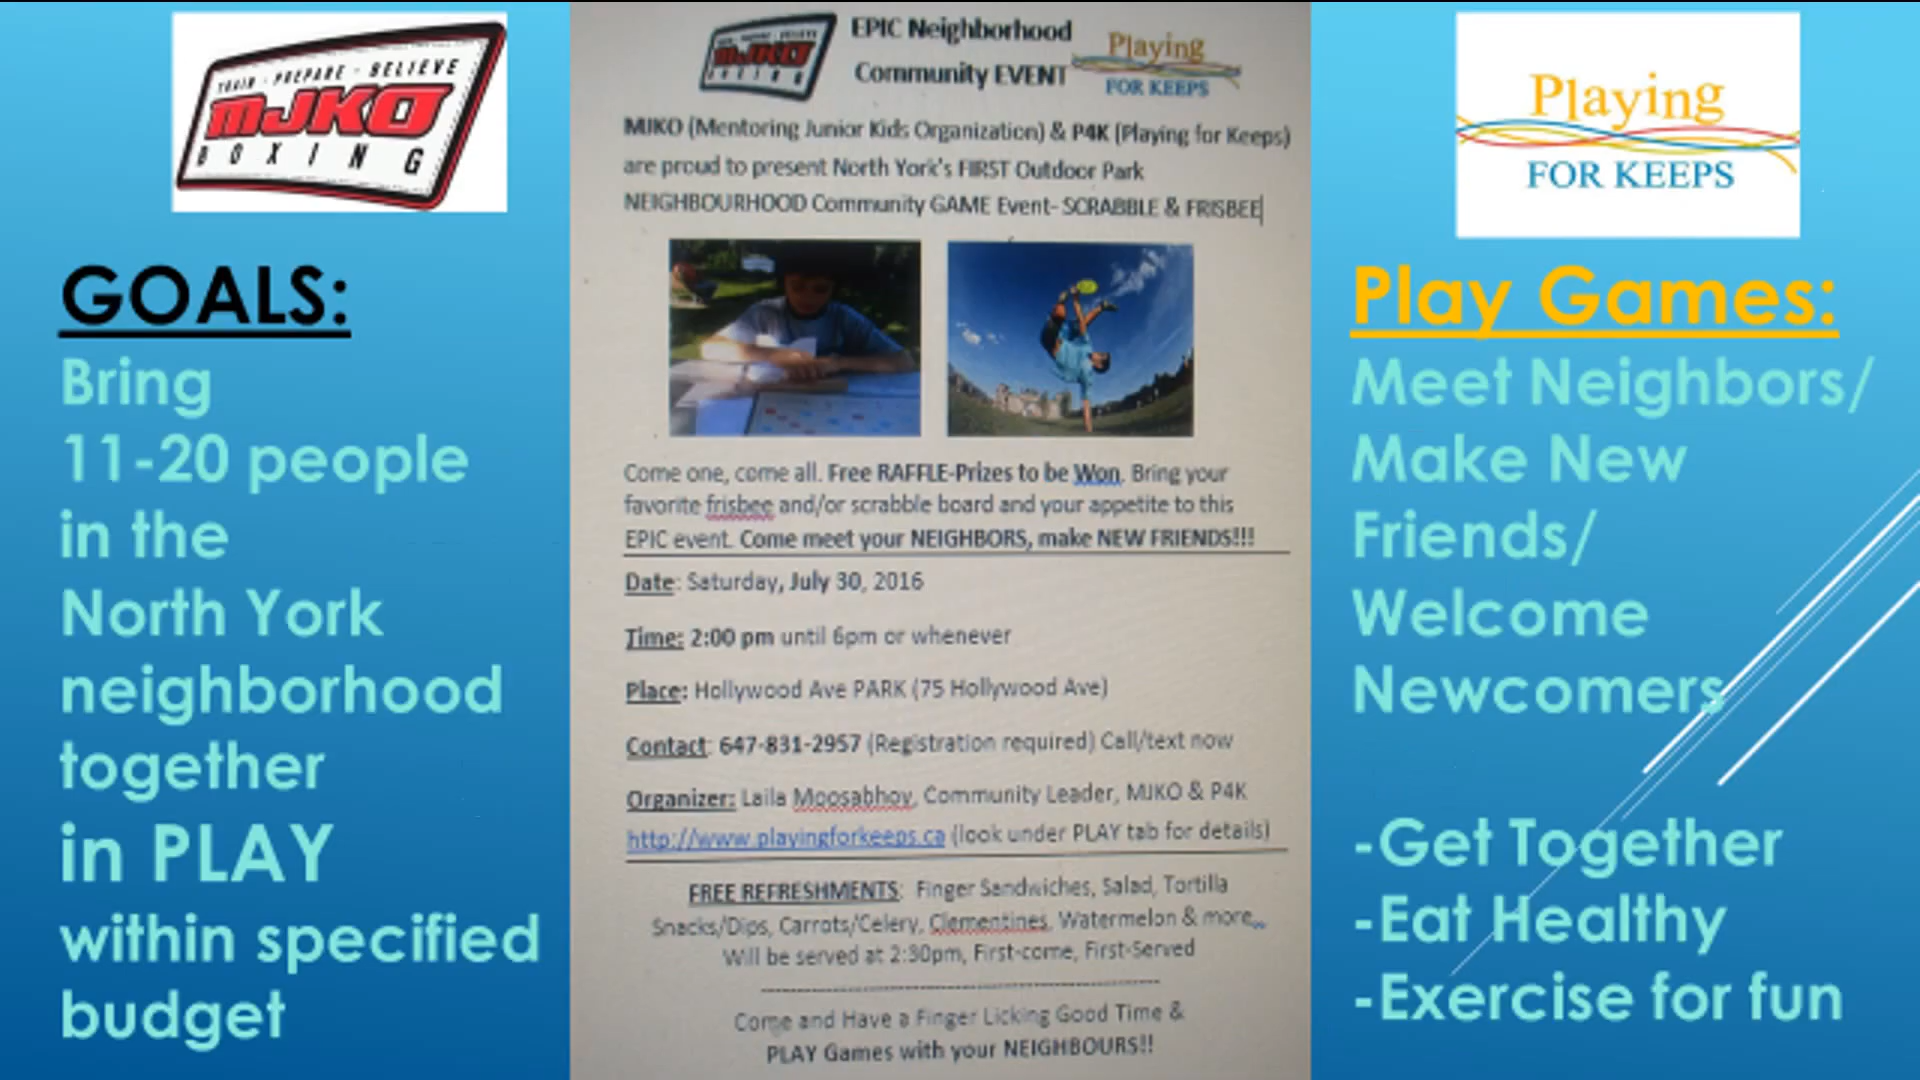 TRAIN · PREPARE · BELIEVE
MJKO
BOXING
GOALS:
Bring
11-20 people
in the
North York
neighborhood
together
in PLAY
within specified
budget
MJKO
BOXING
EPIC Neighborhood
Community EVENT
Playing
FOR KEEPS
MJKO (Mentoring Junior Kids Organization) & P4K (Playing for Keeps)
are proud to present North York's FIRST Outdoor Park
NEIGHBOURHOOD Community GAME Event- SCRABBLE & FRISBEE
Come one, come all. Free RAFFLE-Prizes to be Won. Bring your
favorite frisbee and/or scrabble board and your appetite to this
EPIC event. Come meet your NEIGHBORS, make NEW FRIENDS!!!
Date: Saturday, July 30, 2016
Time: 2:00 pm until 6pm or whenever
Place: Hollywood Ave PARK (75 Hollywood Ave)
Contact: 647-831-2957 (Registration required) Call/text now
Organizer: Laila Moosabhoy, Community Leader, MJKO & P4K
http://www.playingforkeeps.ca (look under PLAY tab for details)
FREE REFRESHMENTS: Finger Sandwiches, Salad, Tortilla
Snacks/Dips, Carrots/Celery, Clementines, Watermelon & more,,
Will be served at 2:30pm, First-come, First-Served
Come and Have a Finger Licking Good Time &
PLAY Games with your NEIGHBOURS!!
Playing
FOR KEEPS
Play Games:
Meet Neighbors/
Make New
Friends/
Welcome
Newcomers
-Get Together
-Eat Healthy
-Exercise for fun